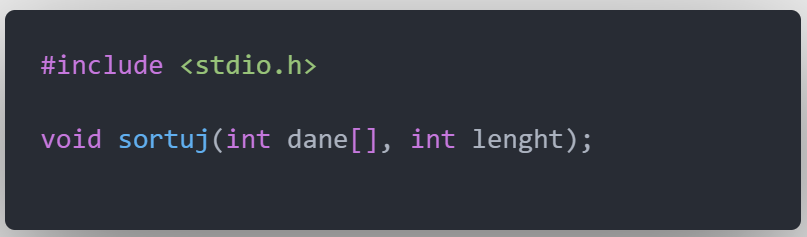 #include <stdio.h>
void sortuj(int dane[], int lenght);